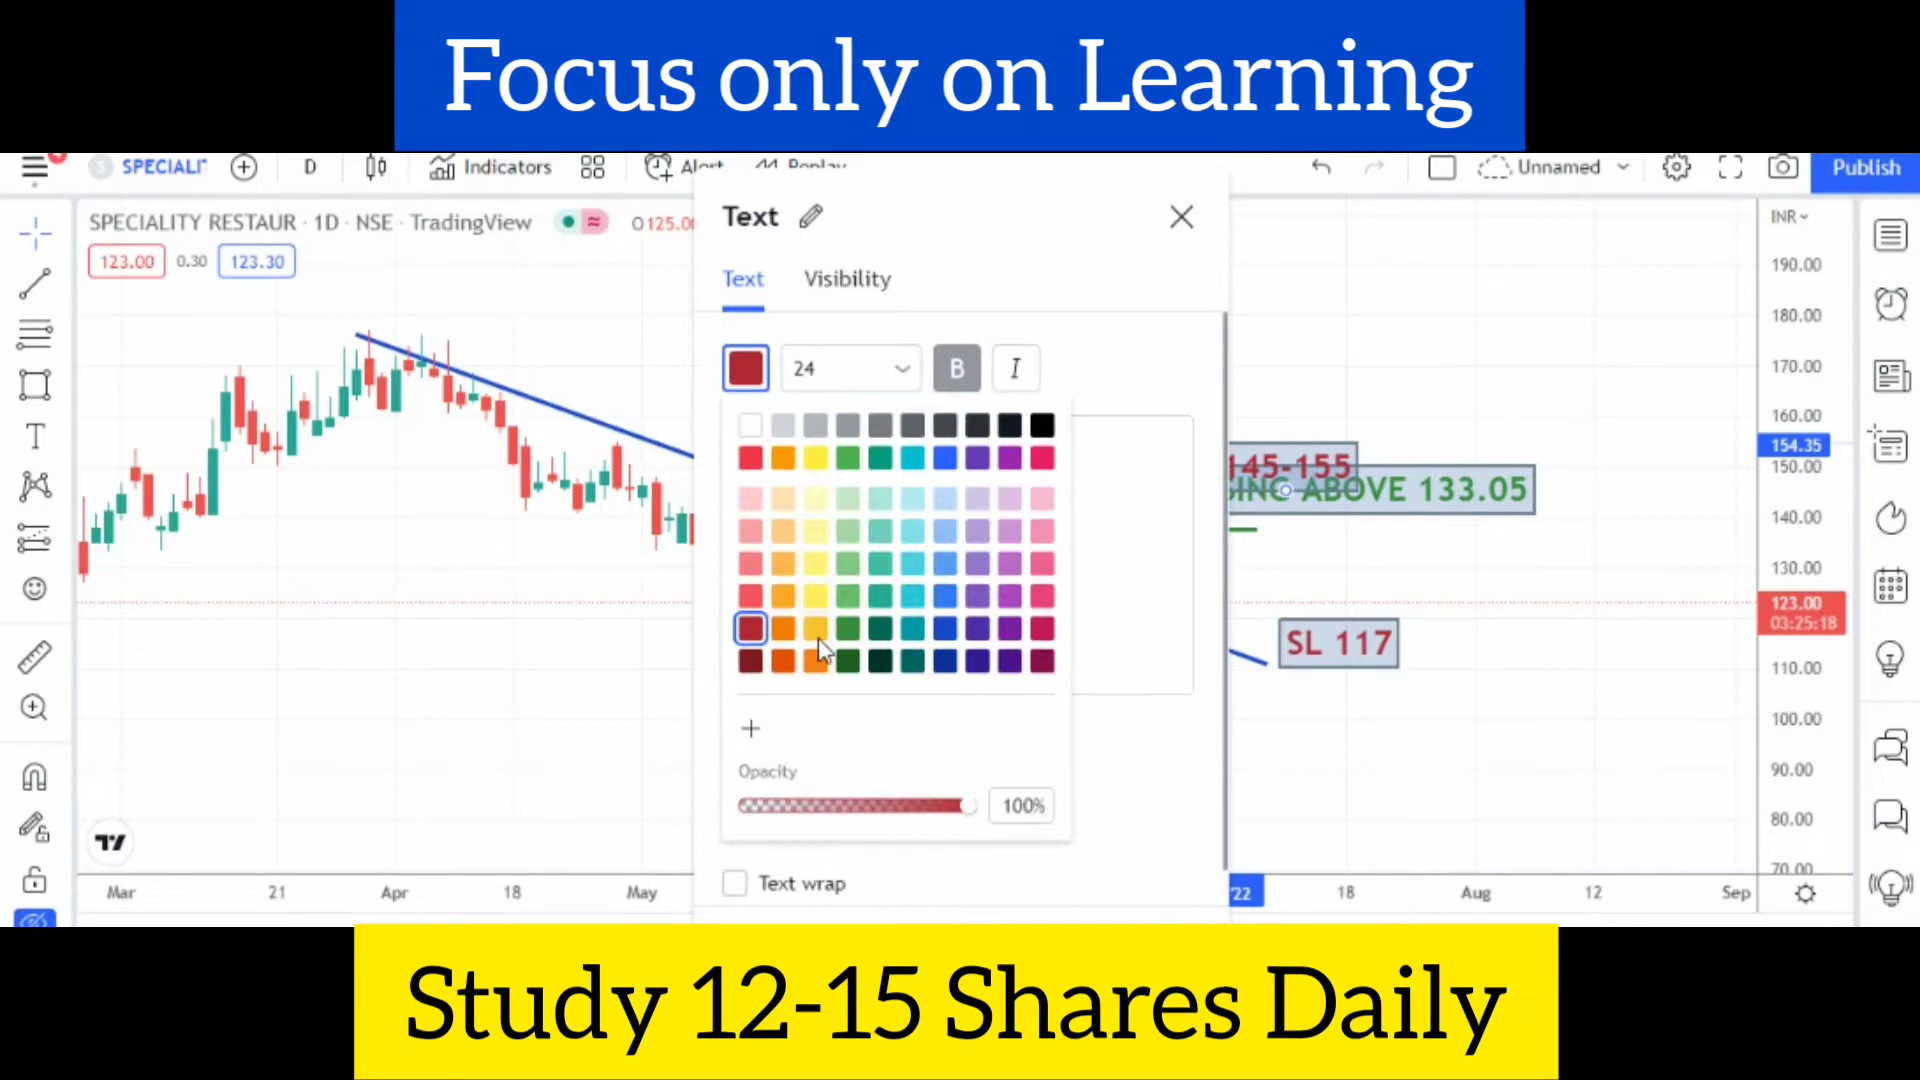 Focus only on Learning
SPECIALI
D
Indicators
Alert
Replay
Unnamed
Publish
SPECIALITY RESTAUR · 1D · NSE · TradingView
O125.00
INR
123.00
0.30
123.30
Text
Text
Visibility
24
B
I
190.00
180.00
170.00
160.00
154.35
150.00
140.00
130.00
123.00
03:25:18
110.00
100.00
90.00
80.00
70.00
145-155
ABOVE 133.05
SL 117
Opacity
100%
Text wrap
Mar
21
Apr
18
May
'22
18
Aug
12
Sep
Study 12-15 Shares Daily